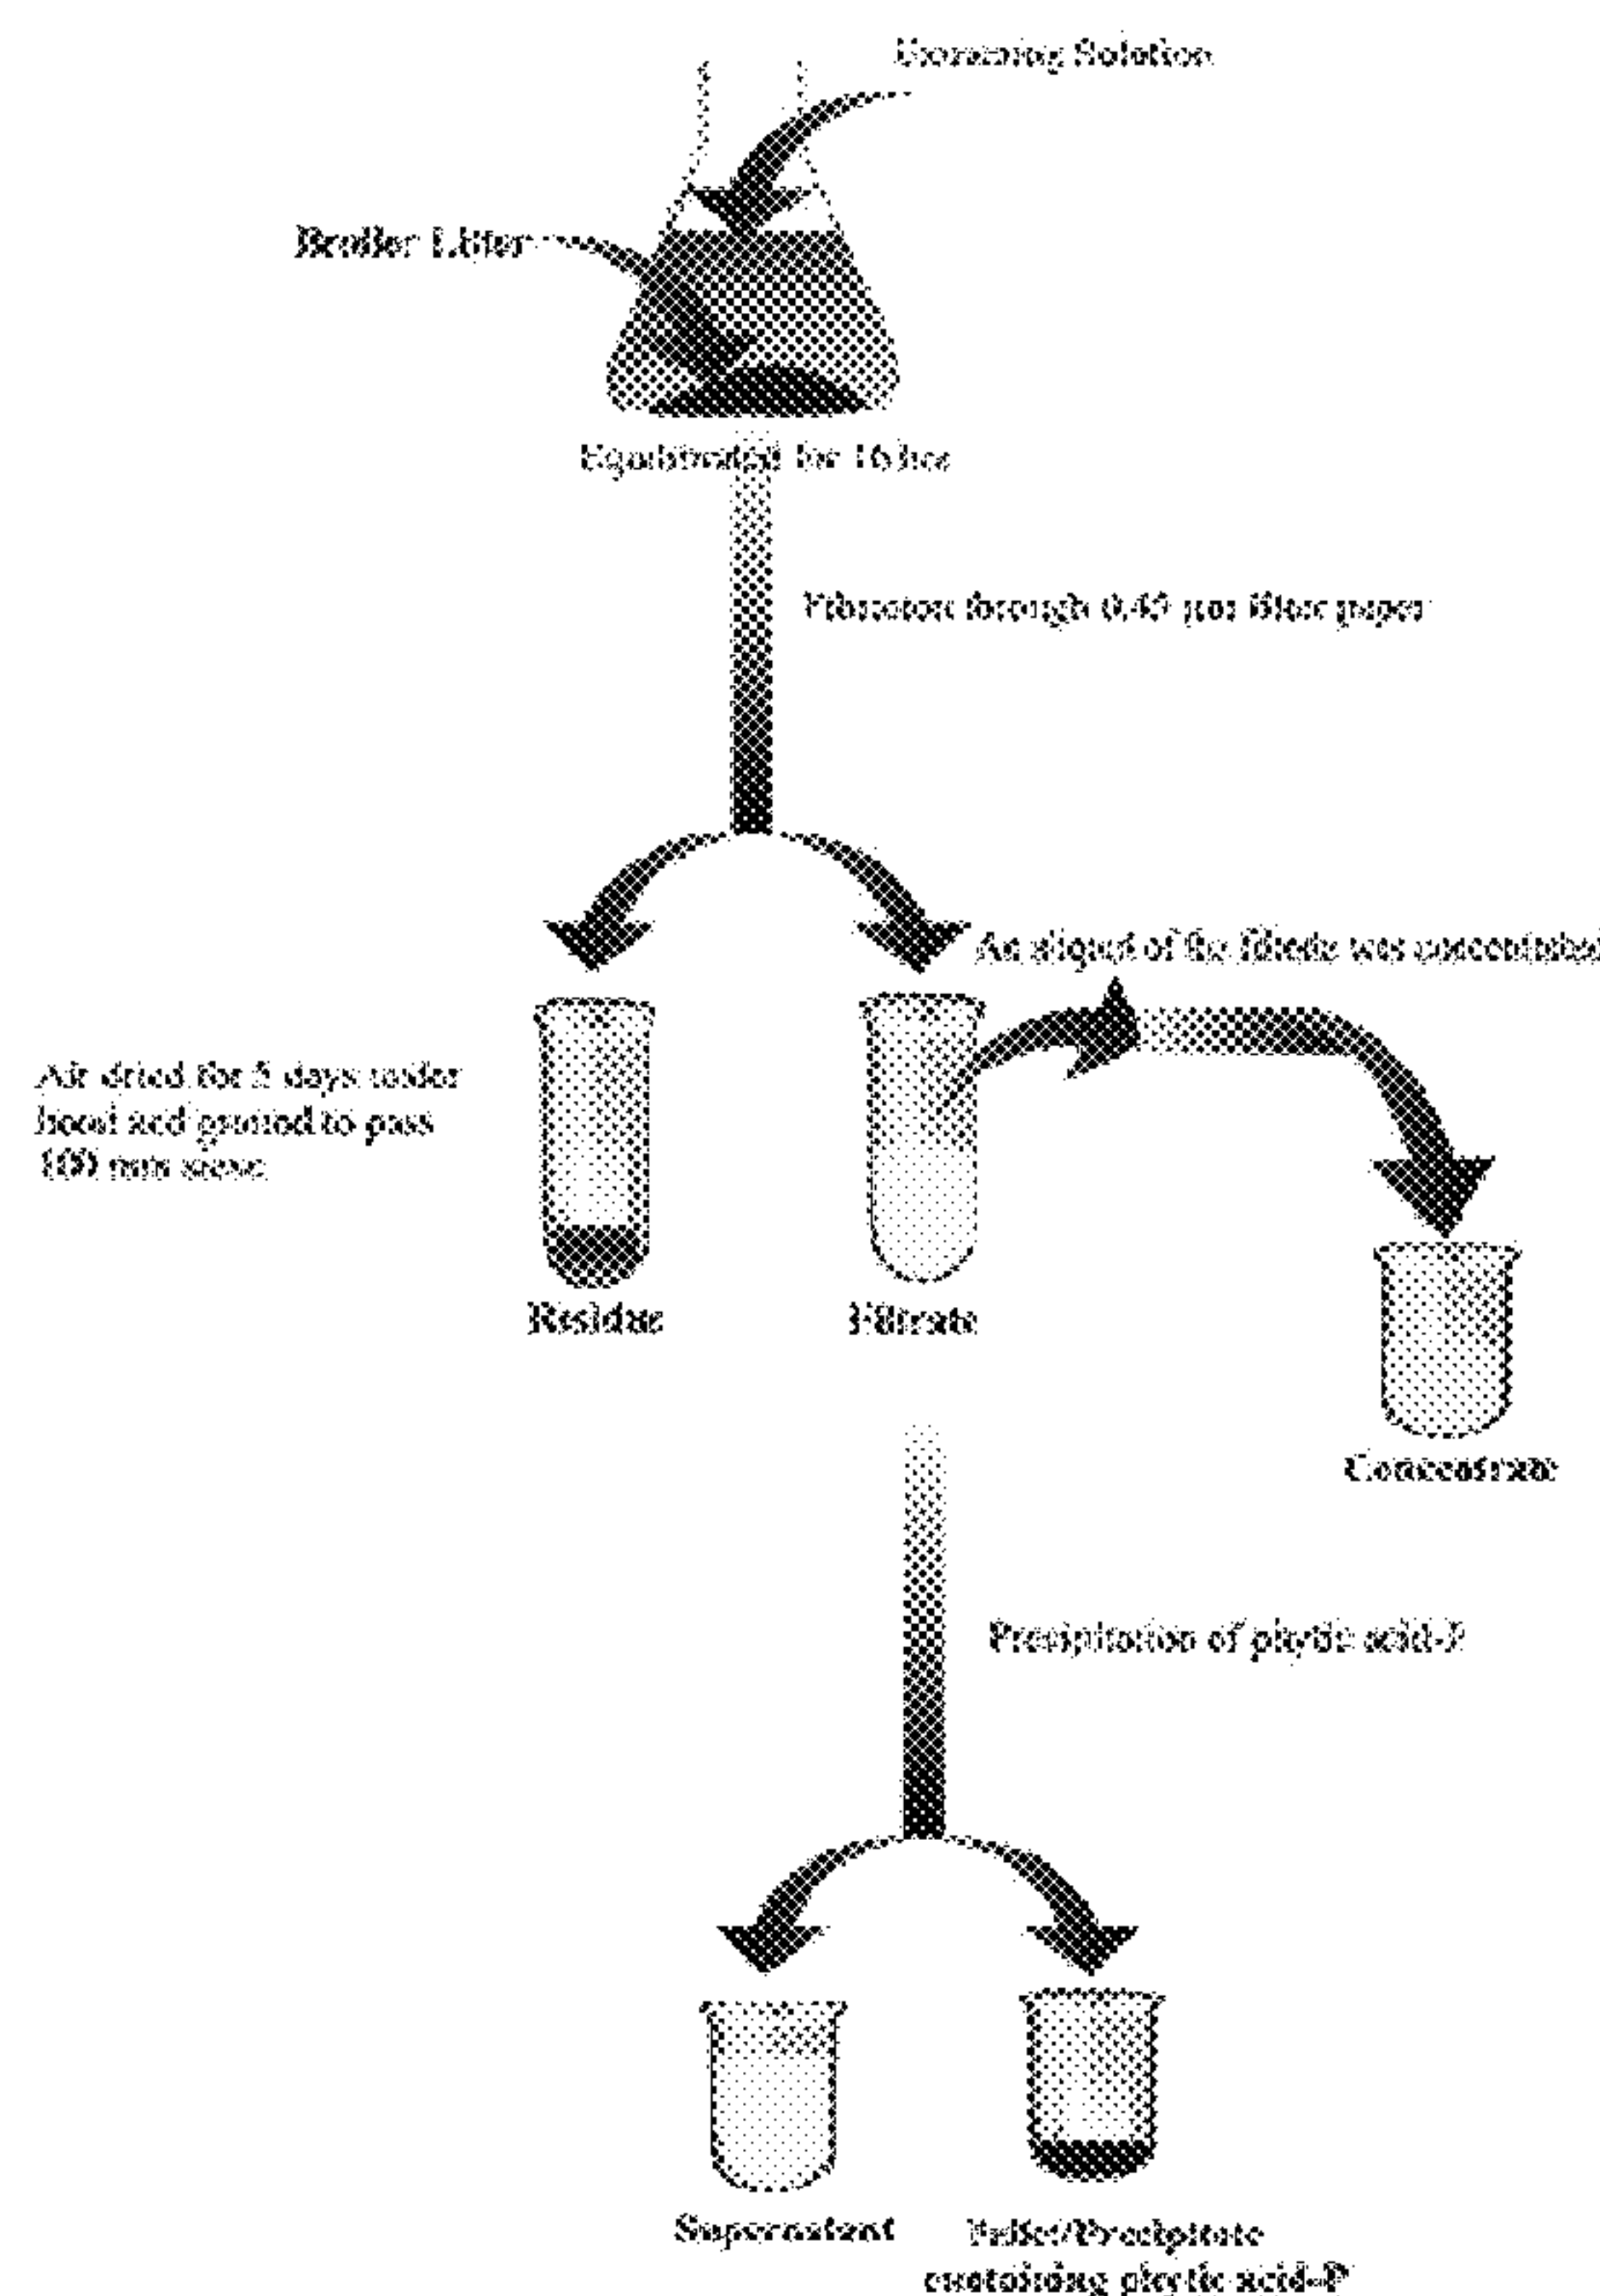 Solution
Broiler Litter
Equilibrated for 16 hrs
Filtration through 0.45 µm filter paper
An aliquot of the filtrate was concentrated
Air dried for 5 days under
hood and ground to pass
100 mm sieve
Residue
Filtrate
Concentrate
Precipitation of phytic acid-P
Supernatant
Pellet/Precipitate
containing phytic acid-P